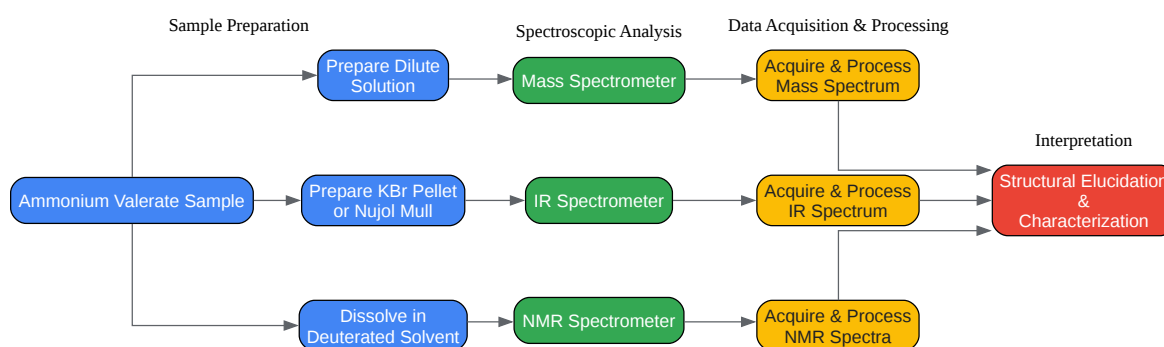 Sample Preparation
Spectroscopic Analysis
Data Acquisition & Processing
Prepare Dilute
Solution
Mass Spectrometer
Acquire & Process
Mass Spectrum
Interpretation
Ammonium Valerate Sample
Prepare KBr Pellet
or Nujol Mull
IR Spectrometer
Acquire & Process
IR Spectrum
Structural Elucidation
&
Characterization
Dissolve in
Deuterated Solvent
NMR Spectrometer
Acquire & Process
NMR Spectra